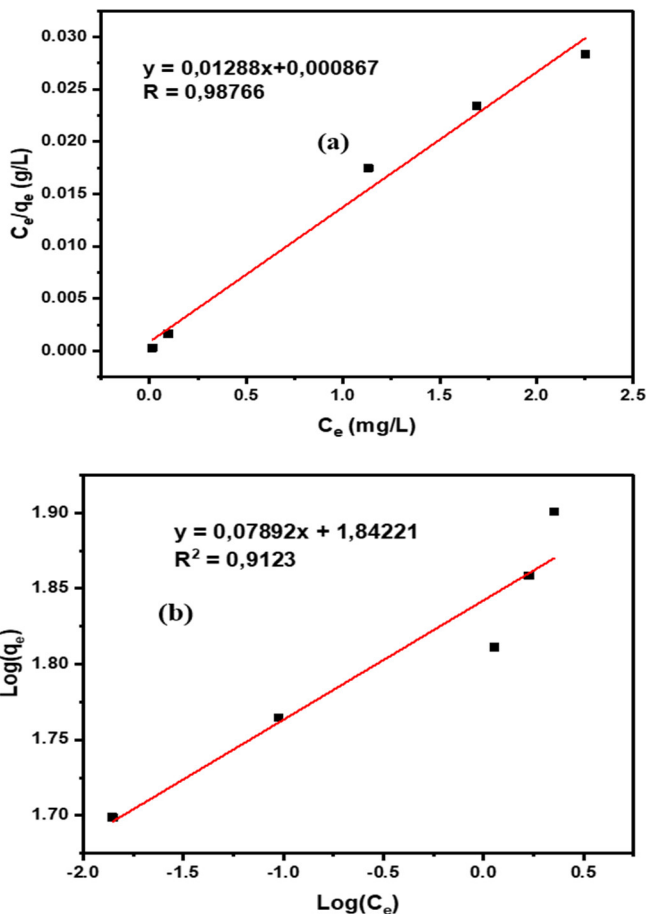 y = 0,01288x+0,000867
R = 0,98766
(a)
Cₑ/qₑ (g/L)
0.030
0.025
0.020
0.015
0.010
0.005
0.000
0.0 0.5 1.0 1.5 2.0 2.5
Cₑ (mg/L)
y = 0,07892x + 1,84221
R² = 0,9123
(b)
Log(qₑ)
1.90
1.85
1.80
1.75
1.70
-2.0 -1.5 -1.0 -0.5 0.0 0.5
Log(Cₑ)